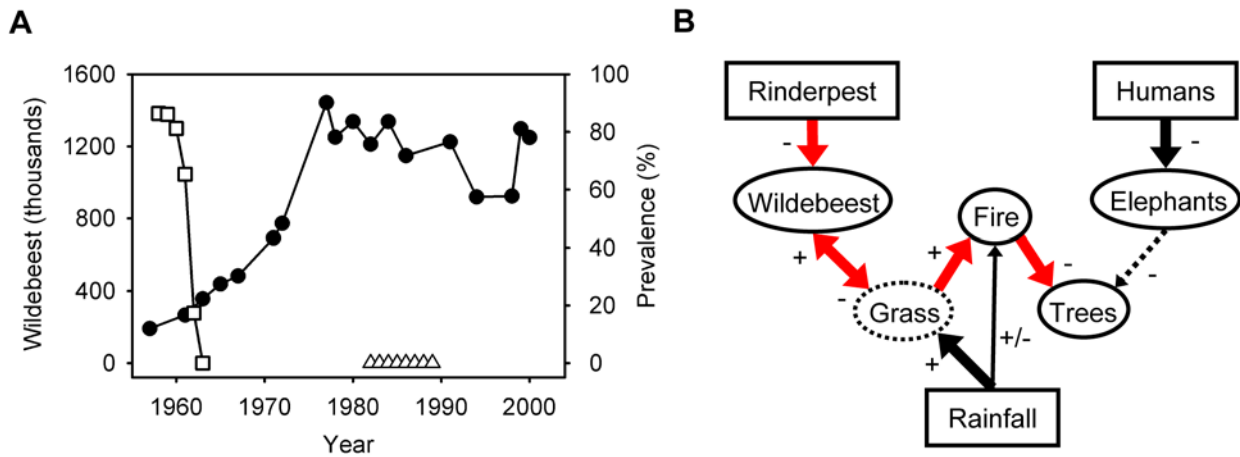 A
1600
1200
800
400
0
Wildebeest (thousands)
100
80
60
40
20
0
Prevalence (%)
1960 1970 1980 1990 2000
Year
B
Rinderpest
Humans
-
-
Wildebeest
Fire
Elephants
+
+
-
-
-
Grass
Trees
+
+/-
Rainfall